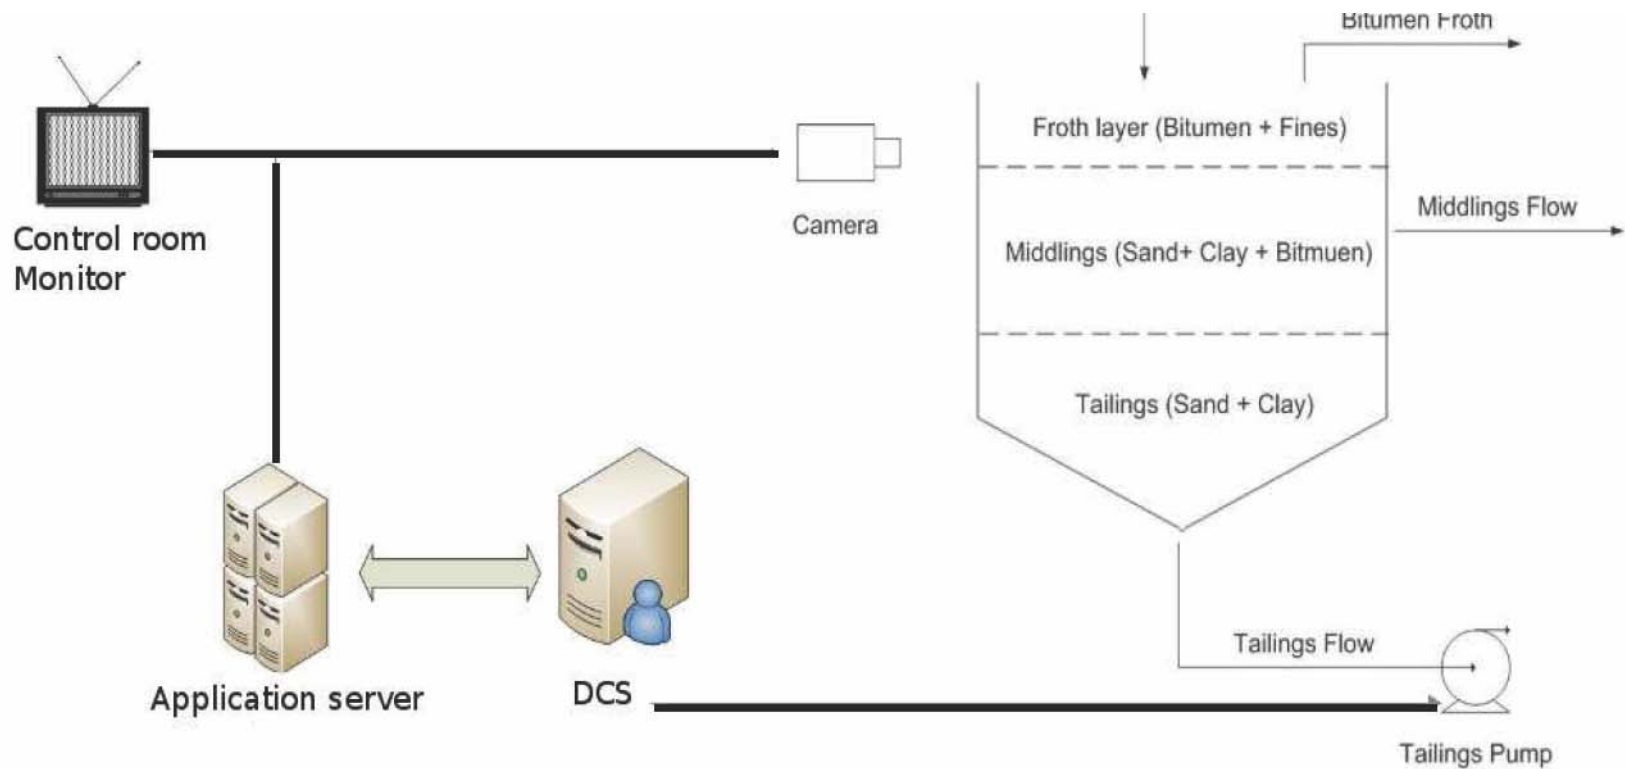 Bitumen Froth
Froth layer (Bitumen + Fines)
Control room
Monitor
Camera
Middlings Flow
Middlings (Sand+ Clay + Bitmuen)
Tailings (Sand + Clay)
Tailings Flow
Application server
DCS
Tailings Pump